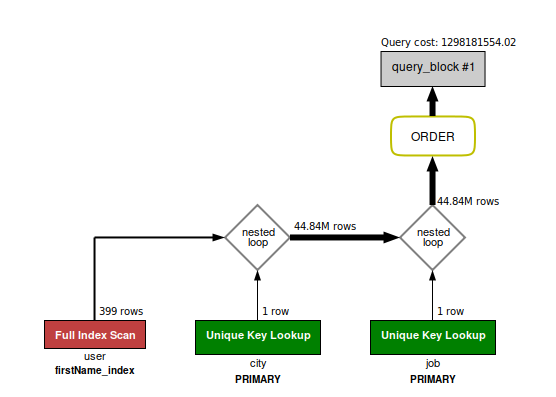 Query cost: 1298181554.02
query_block #1
ORDER
44.84M rows
nested
loop
44.84M rows
nested
loop
399 rows
1 row
1 row
Full Index Scan
Unique Key Lookup
Unique Key Lookup
user
city
job
firstName_index
PRIMARY
PRIMARY